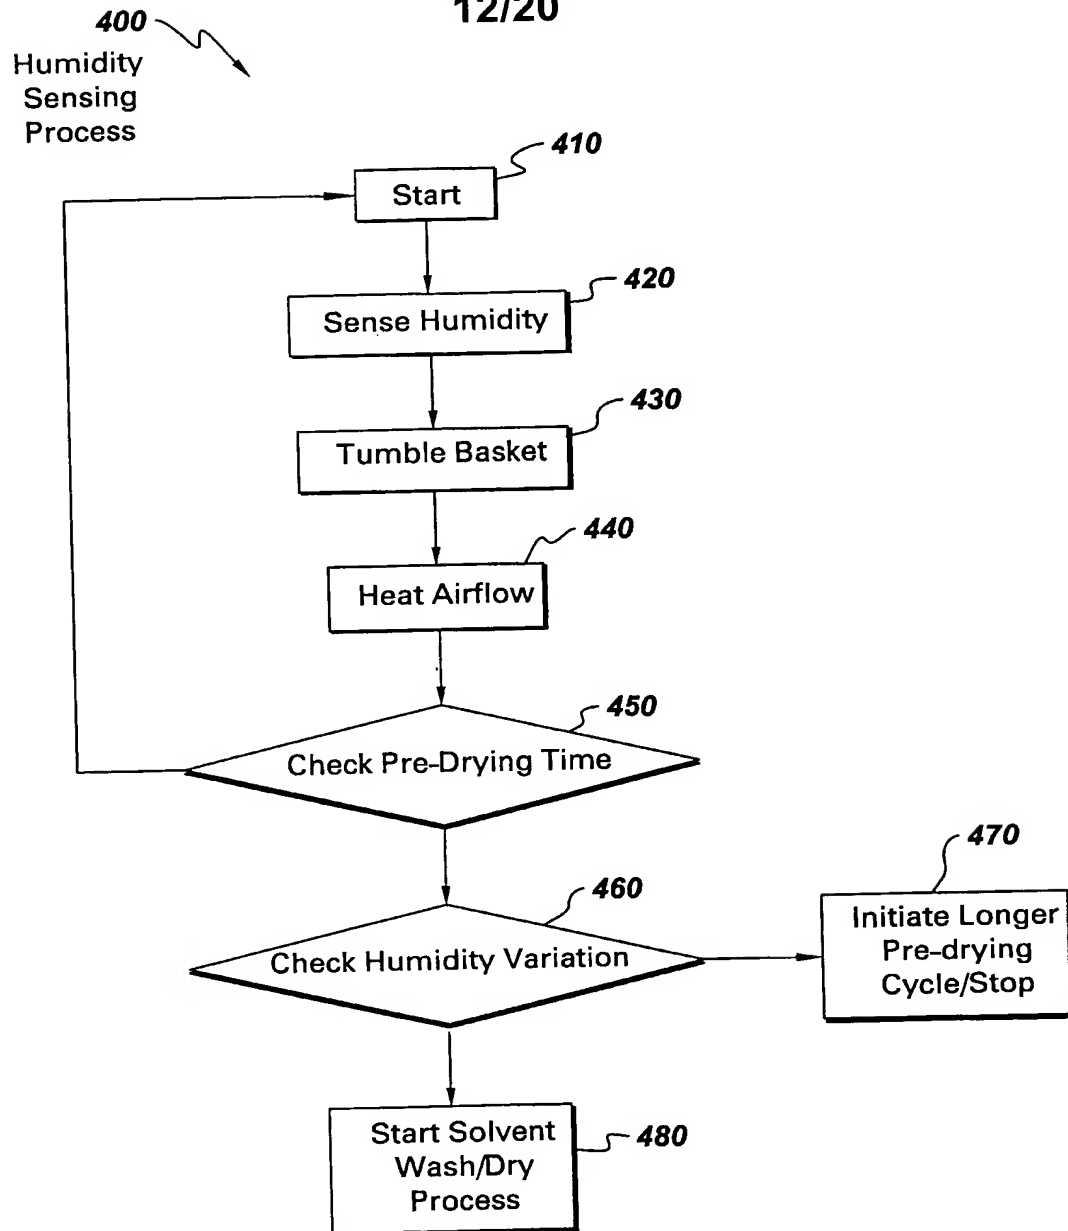 12/20
400
Humidity
Sensing
Process
410
Start
420
Sense Humidity
430
Tumble Basket
440
Heat Airflow
450
Check Pre-Drying Time
460
Check Humidity Variation
470
Initiate Longer
Pre-drying
Cycle/Stop
480
Start Solvent
Wash/Dry
Process